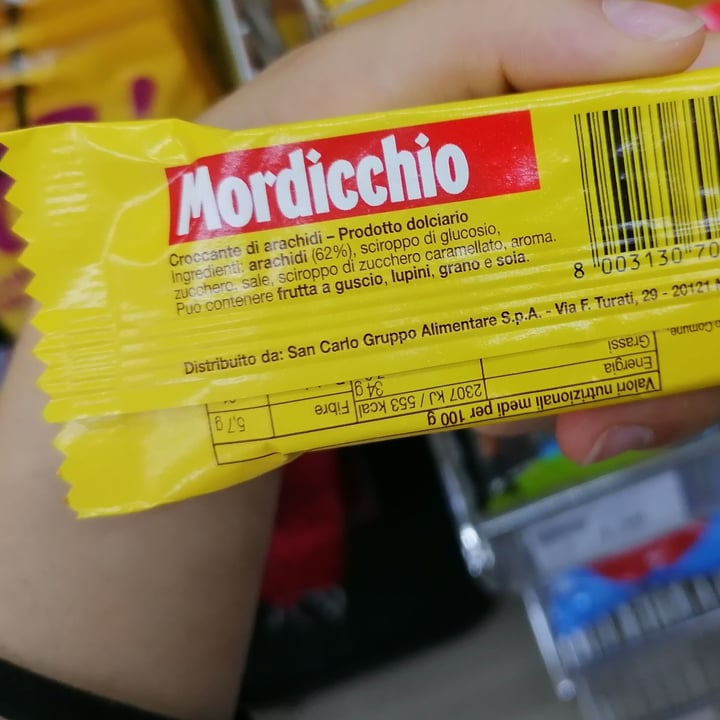 Mordicchio
Croccante di arachidi – Prodotto dolciario
Ingredienti: arachidi (62%), sciroppo di glucosio,
zucchero, sale, sciroppo di zucchero caramellato, aroma.
Può contenere frutta a guscio, lupini, grano e soia.
8 003130 70
Distribuito da: San Carlo Gruppo Alimentare S.p.A. - Via F. Turati, 29 - 20121
Valori nutrizionali medi per 100 g
Energia 2307 kJ / 553 kcal
Grassi 34 g
Fibre 5,7 g